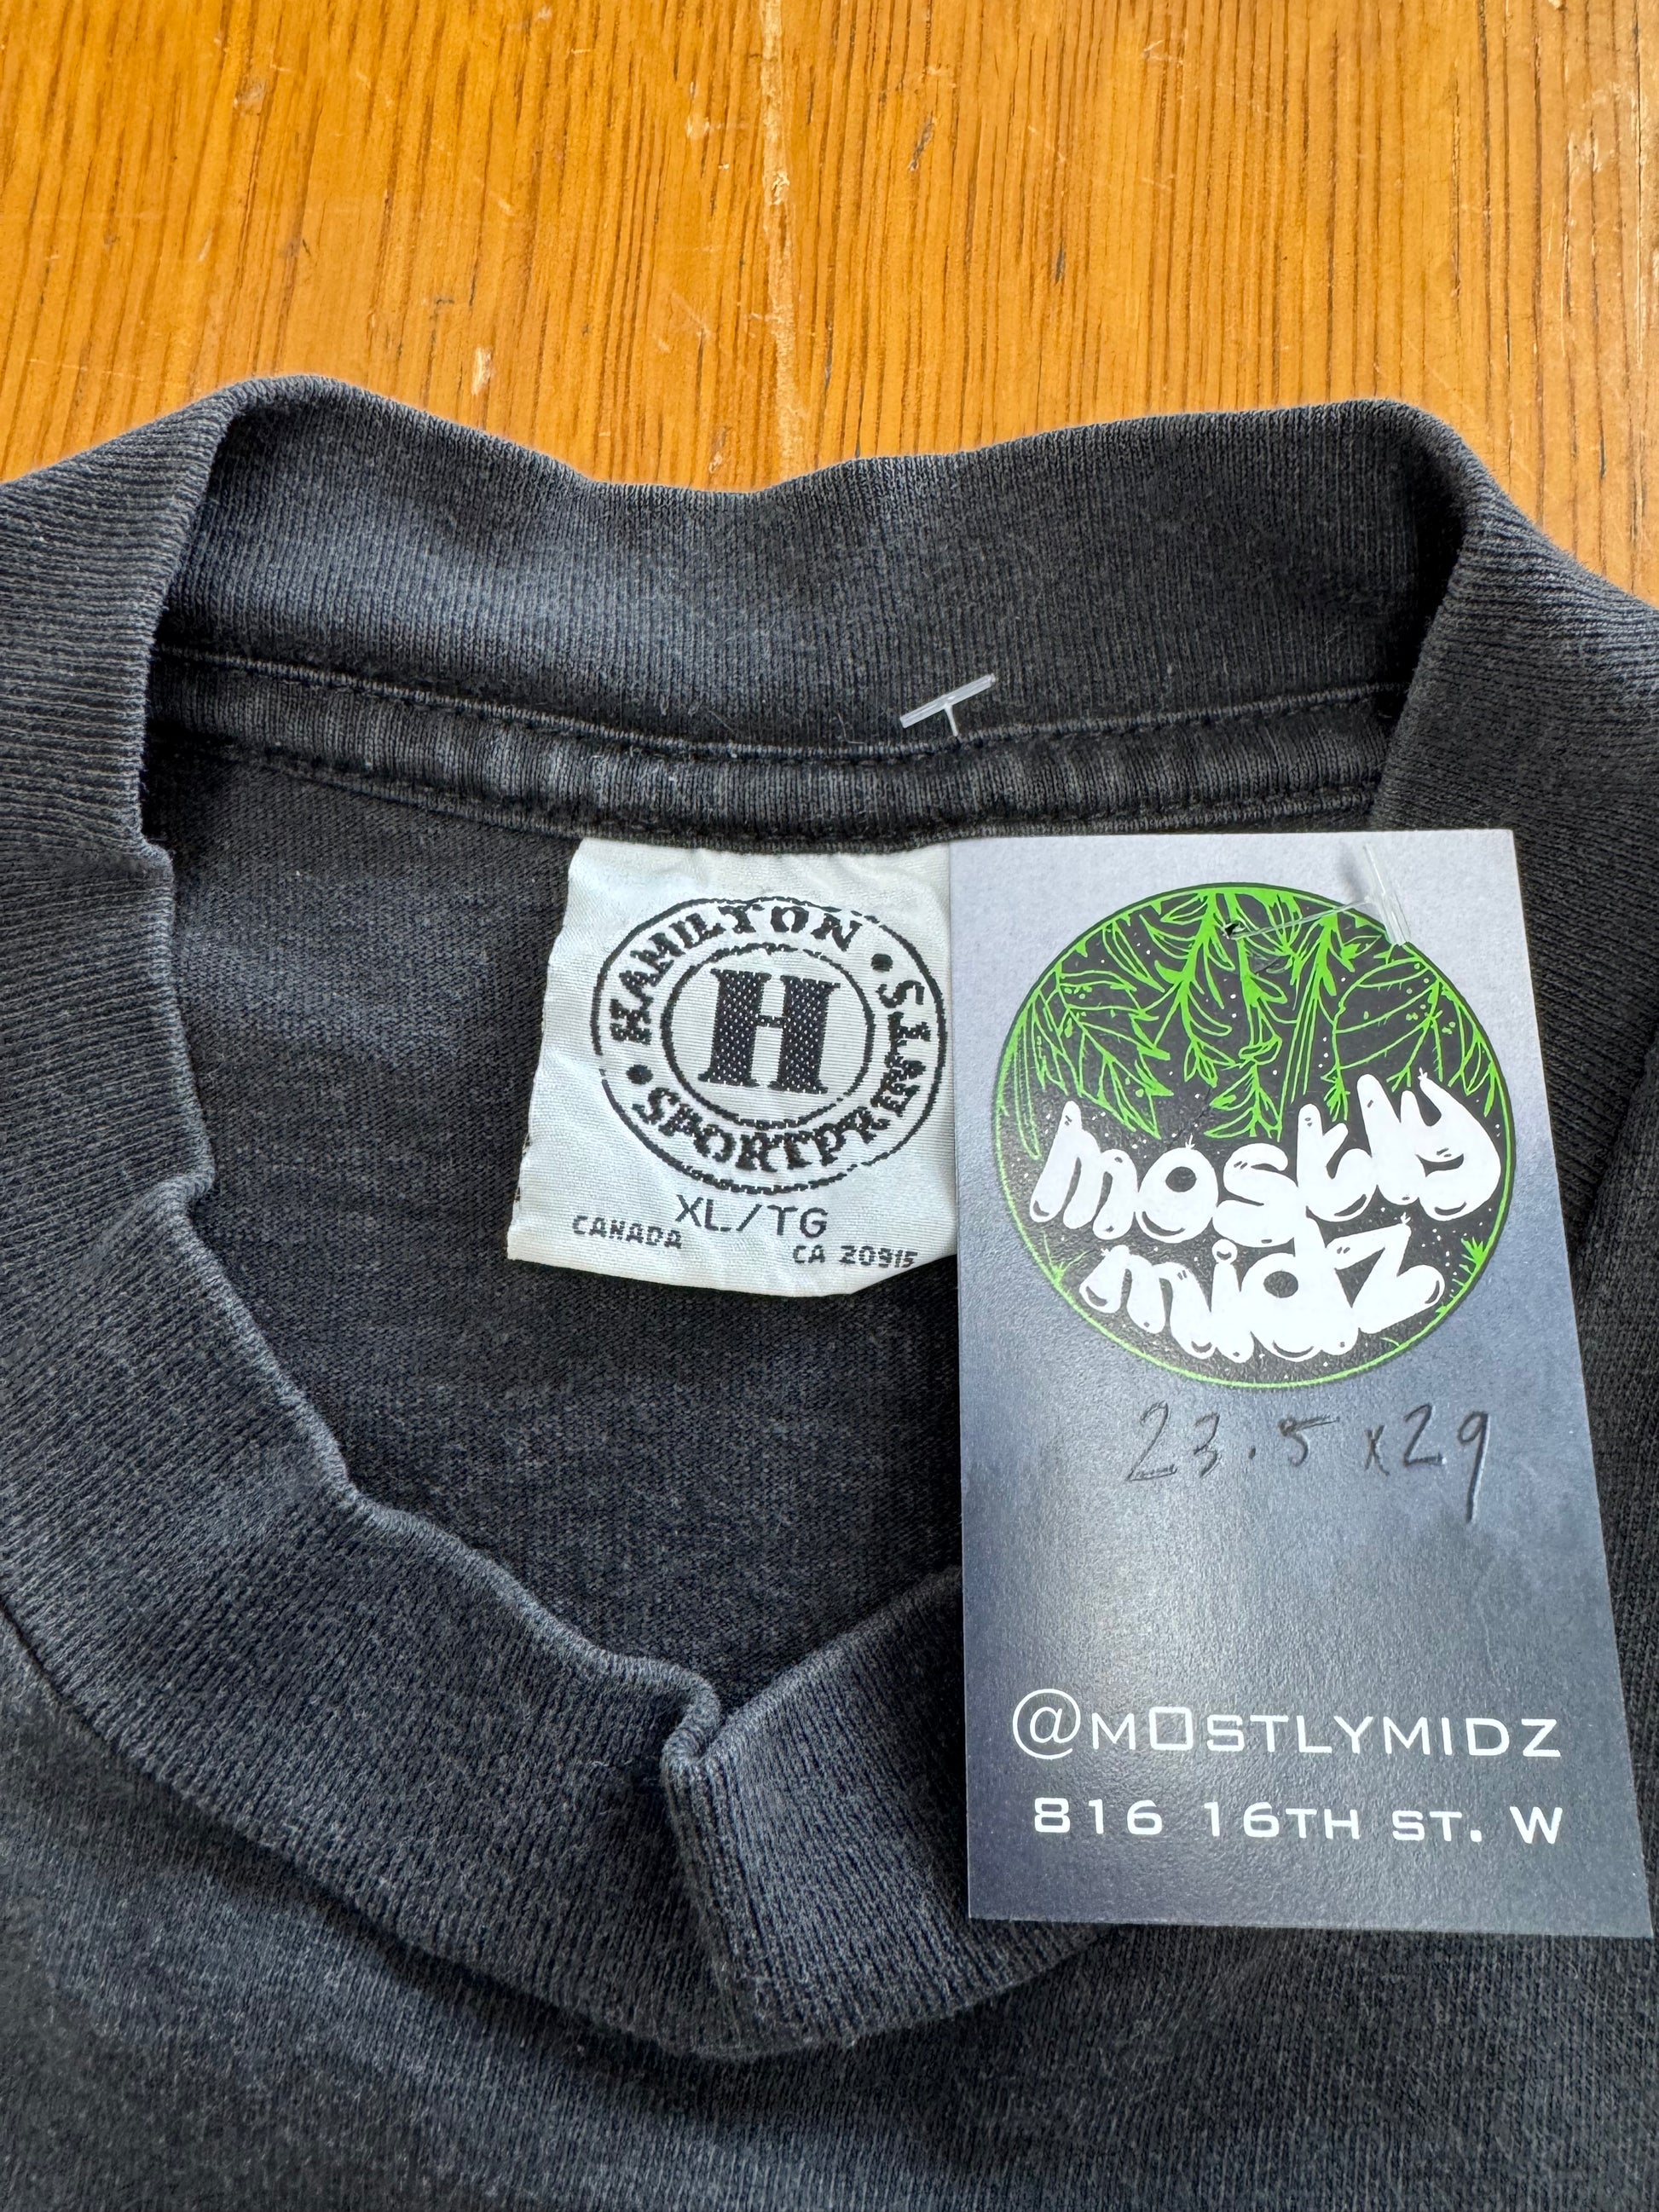 HAMILTON • SPORTPRINTS •
H
XL/TG
CANADA
CA 20915
mostly
midz
23.5 x 29
@MOSTLYMIDZ
816 16TH ST. W